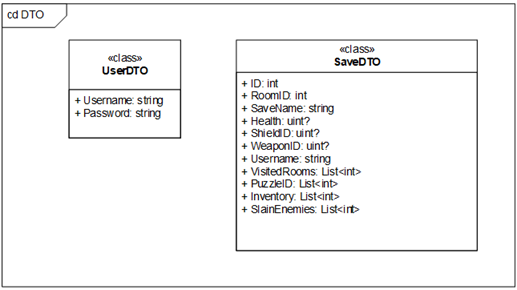 cd DTO
«class»
UserDTO
+ Username: string
+ Password: string
«class»
SaveDTO
+ ID: int
+ RoomID: int
+ SaveName: string
+ Health: uint?
+ ShieldID: uint?
+ WeaponID: uint?
+ Username: string
+ VisitedRooms: List<int>
+ PuzzleID: List<int>
+ Inventory: List<int>
+ SlainEnemies: List<int>